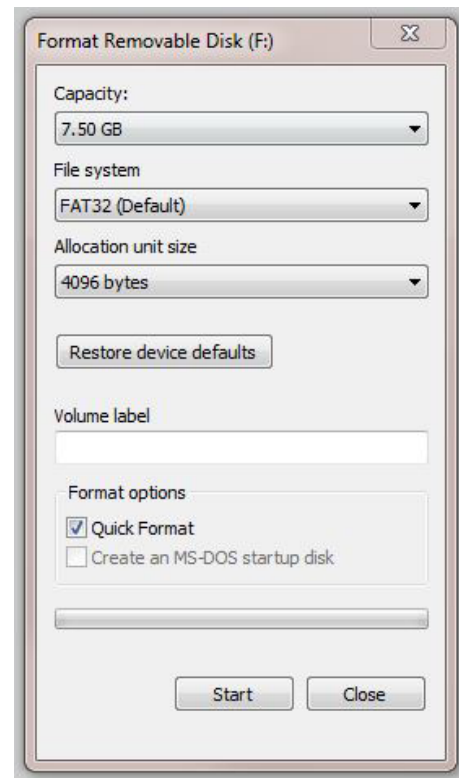 Format Removable Disk (F:)
Capacity:
7.50 GB
File system
FAT32 (Default)
Allocation unit size
4096 bytes
Restore device defaults
Volume label
Format options
Quick Format
Create an MS-DOS startup disk
Start Close